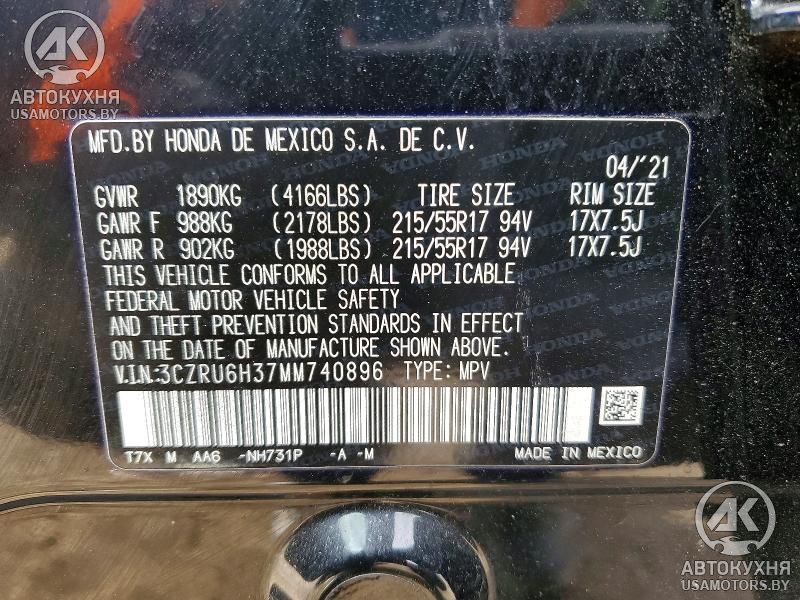 АВТОКУХНЯ
USAMOTORS.BY
MFD.BY HONDA DE MEXICO S.A. DE C.V.
04/'21
GVWR 1890KG (4166LBS) TIRE SIZE RIM SIZE
GAWR F 988KG (2178LBS) 215/55R17 94V 17X7.5J
GAWR R 902KG (1988LBS) 215/55R17 94V 17X7.5J
THIS VEHICLE CONFORMS TO ALL APPLICABLE
FEDERAL MOTOR VEHICLE SAFETY
AND THEFT PREVENTION STANDARDS IN EFFECT
ON THE DATE OF MANUFACTURE SHOWN ABOVE.
V.I.N:3CZRU6H37MM740896 TYPE: MPV
T7X M AA6 -NH731P -A -M MADE IN MEXICO
АВТОКУХНЯ
USAMOTORS.BY